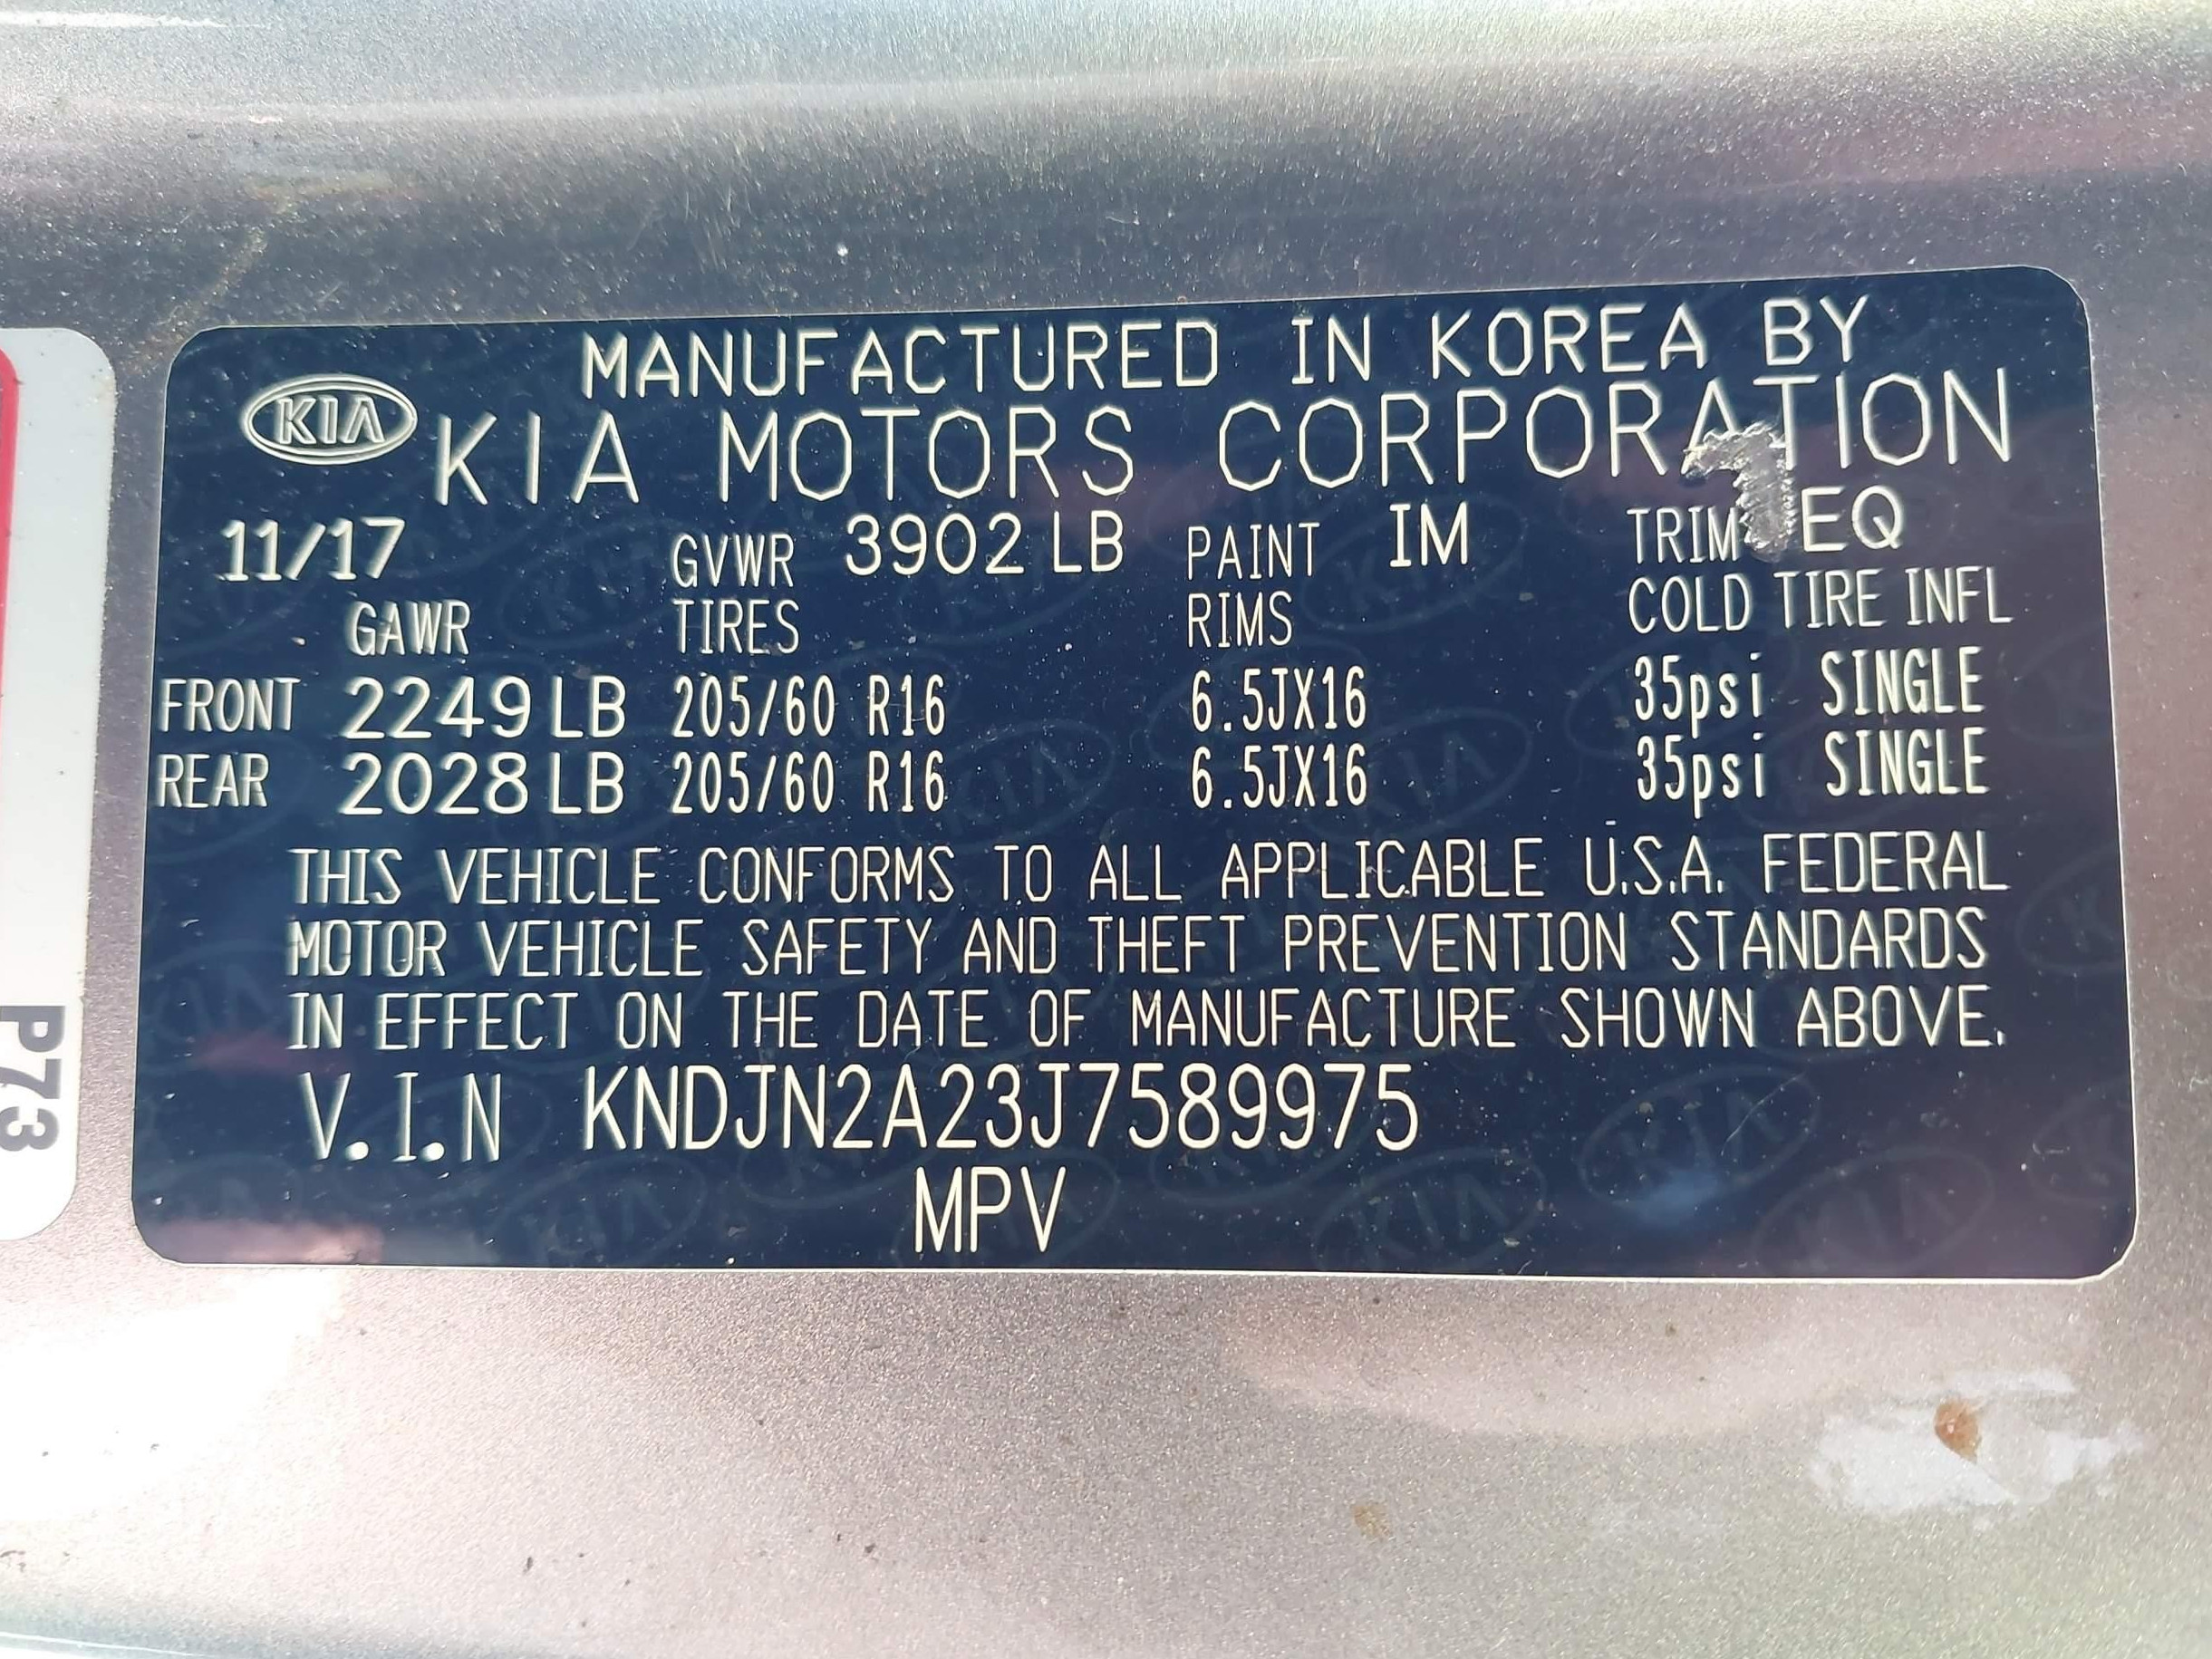 MANUFACTURED IN KOREA BY
KIA KIA MOTORS CORPORATION
11/17 GVWR 3902 LB PAINT IM TRIM EQ
GAWR TIRES RIMS COLD TIRE INFL
FRONT 2249 LB 205/60 R16 6.5JX16 35psi SINGLE
REAR 2028 LB 205/60 R16 6.5JX16 35psi SINGLE
THIS VEHICLE CONFORMS TO ALL APPLICABLE U.S.A. FEDERAL
MOTOR VEHICLE SAFETY AND THEFT PREVENTION STANDARDS
IN EFFECT ON THE DATE OF MANUFACTURE SHOWN ABOVE.
V.I.N KNDJN2A23J7589975
MPV
P73